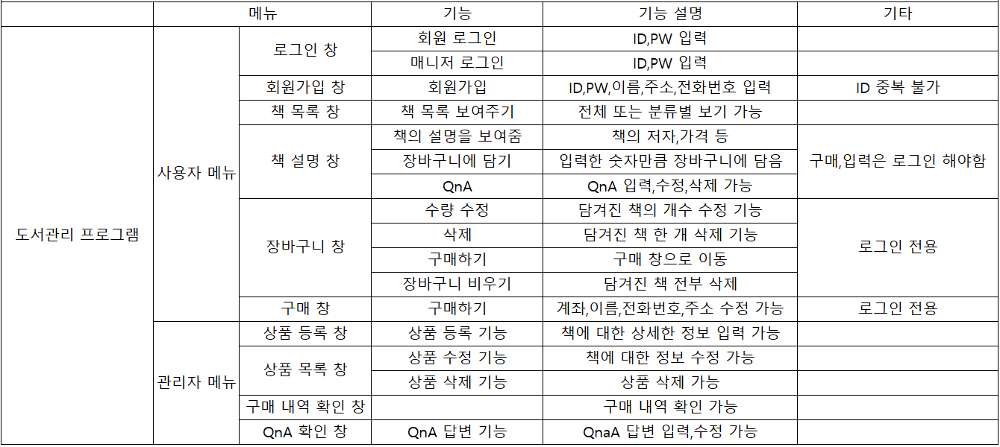 메뉴 기능 기능 설명 기타
도서관리 프로그램
사용자 메뉴
로그인 창
회원 로그인 ID,PW 입력
매니저 로그인 ID,PW 입력
회원가입 창 회원가입 ID,PW,이름,주소,전화번호 입력 ID 중복 불가
책 목록 창 책 목록 보여주기 전체 또는 분류별 보기 가능
책 설명 창
책의 설명을 보여줌 책의 저자,가격 등
장바구니에 담기 입력한 숫자만큼 장바구니에 담음
QnA QnA 입력,수정,삭제 가능
구매,입력은 로그인 해야함
장바구니 창
수량 수정 담겨진 책의 개수 수정 기능
삭제 담겨진 책 한 개 삭제 기능
구매하기 구매 창으로 이동
장바구니 비우기 담겨진 책 전부 삭제
로그인 전용
구매 창 구매하기 계좌,이름,전화번호,주소 수정 가능 로그인 전용
관리자 메뉴
상품 등록 창 상품 등록 기능 책에 대한 상세한 정보 입력 가능
상품 목록 창
상품 수정 기능 책에 대한 정보 수정 가능
상품 삭제 기능 상품 삭제 가능
구매 내역 확인 창 구매 내역 확인 가능
QnA 확인 창 QnA 답변 기능 QnaA 답변 입력,수정 가능